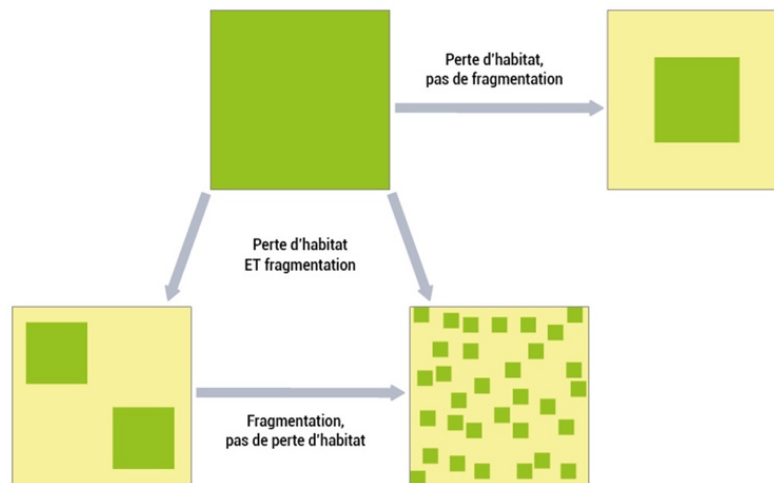 Perte d'habitat,
pas de fragmentation
Perte d'habitat
ET fragmentation
Fragmentation,
pas de perte d'habitat